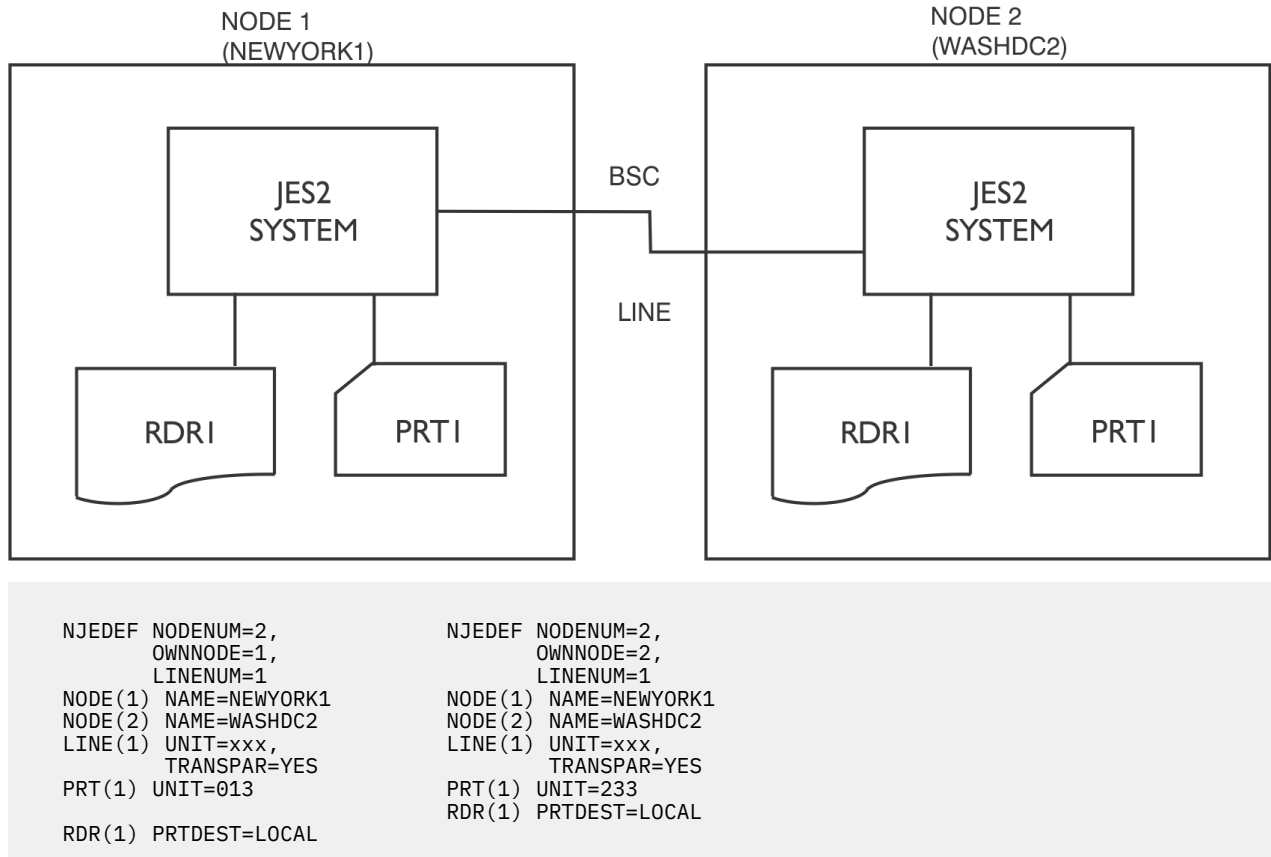 NODE 1
(NEWYORK1)
NODE 2
(WASHDC2)
JES2
SYSTEM
BSC
LINE
JES2
SYSTEM
RDR1
PRT1
RDR1
PRT1
NJEDEF NODENUM=2,
OWNNODE=1,
LINENUM=1
NODE(1) NAME=NEWYORK1
NODE(2) NAME=WASHDC2
LINE(1) UNIT=xxx,
TRANSPAR=YES
PRT(1) UNIT=013
RDR(1) PRTDEST=LOCAL
NJEDEF NODENUM=2,
OWNNODE=2,
LINENUM=1
NODE(1) NAME=NEWYORK1
NODE(2) NAME=WASHDC2
LINE(1) UNIT=xxx,
TRANSPAR=YES
PRT(1) UNIT=233
RDR(1) PRTDEST=LOCAL